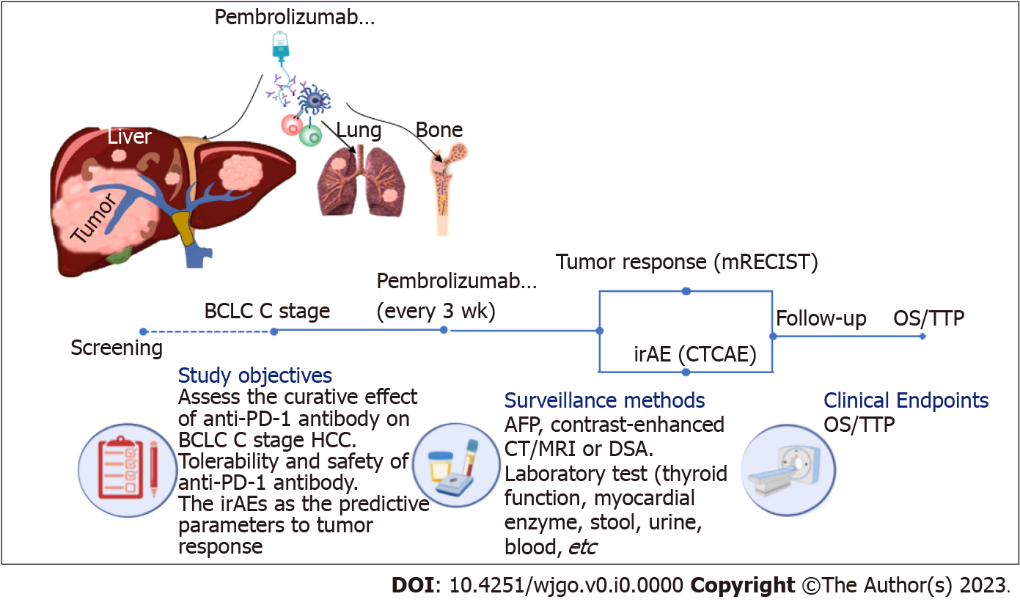 Pembrolizumab…
Liver
Lung
Bone
Tumor
Tumor response (mRECIST)
Pembrolizumab…
BCLC C stage
(every 3 wk)
Follow-up
OS/TTP
Screening
irAE (CTCAE)
Study objectives
Assess the curative effect
of anti-PD-1 antibody on
BCLC C stage HCC.
Tolerability and safety of
anti-PD-1 antibody.
The irAEs as the predictive
parameters to tumor
response
Surveillance methods
AFP, contrast-enhanced
CT/MRI or DSA.
Laboratory test (thyroid
function, myocardial
enzyme, stool, urine,
blood, etc
Clinical Endpoints
OS/TTP
DOI: 10.4251/wjgo.v0.i0.0000 Copyright ©The Author(s) 2023.